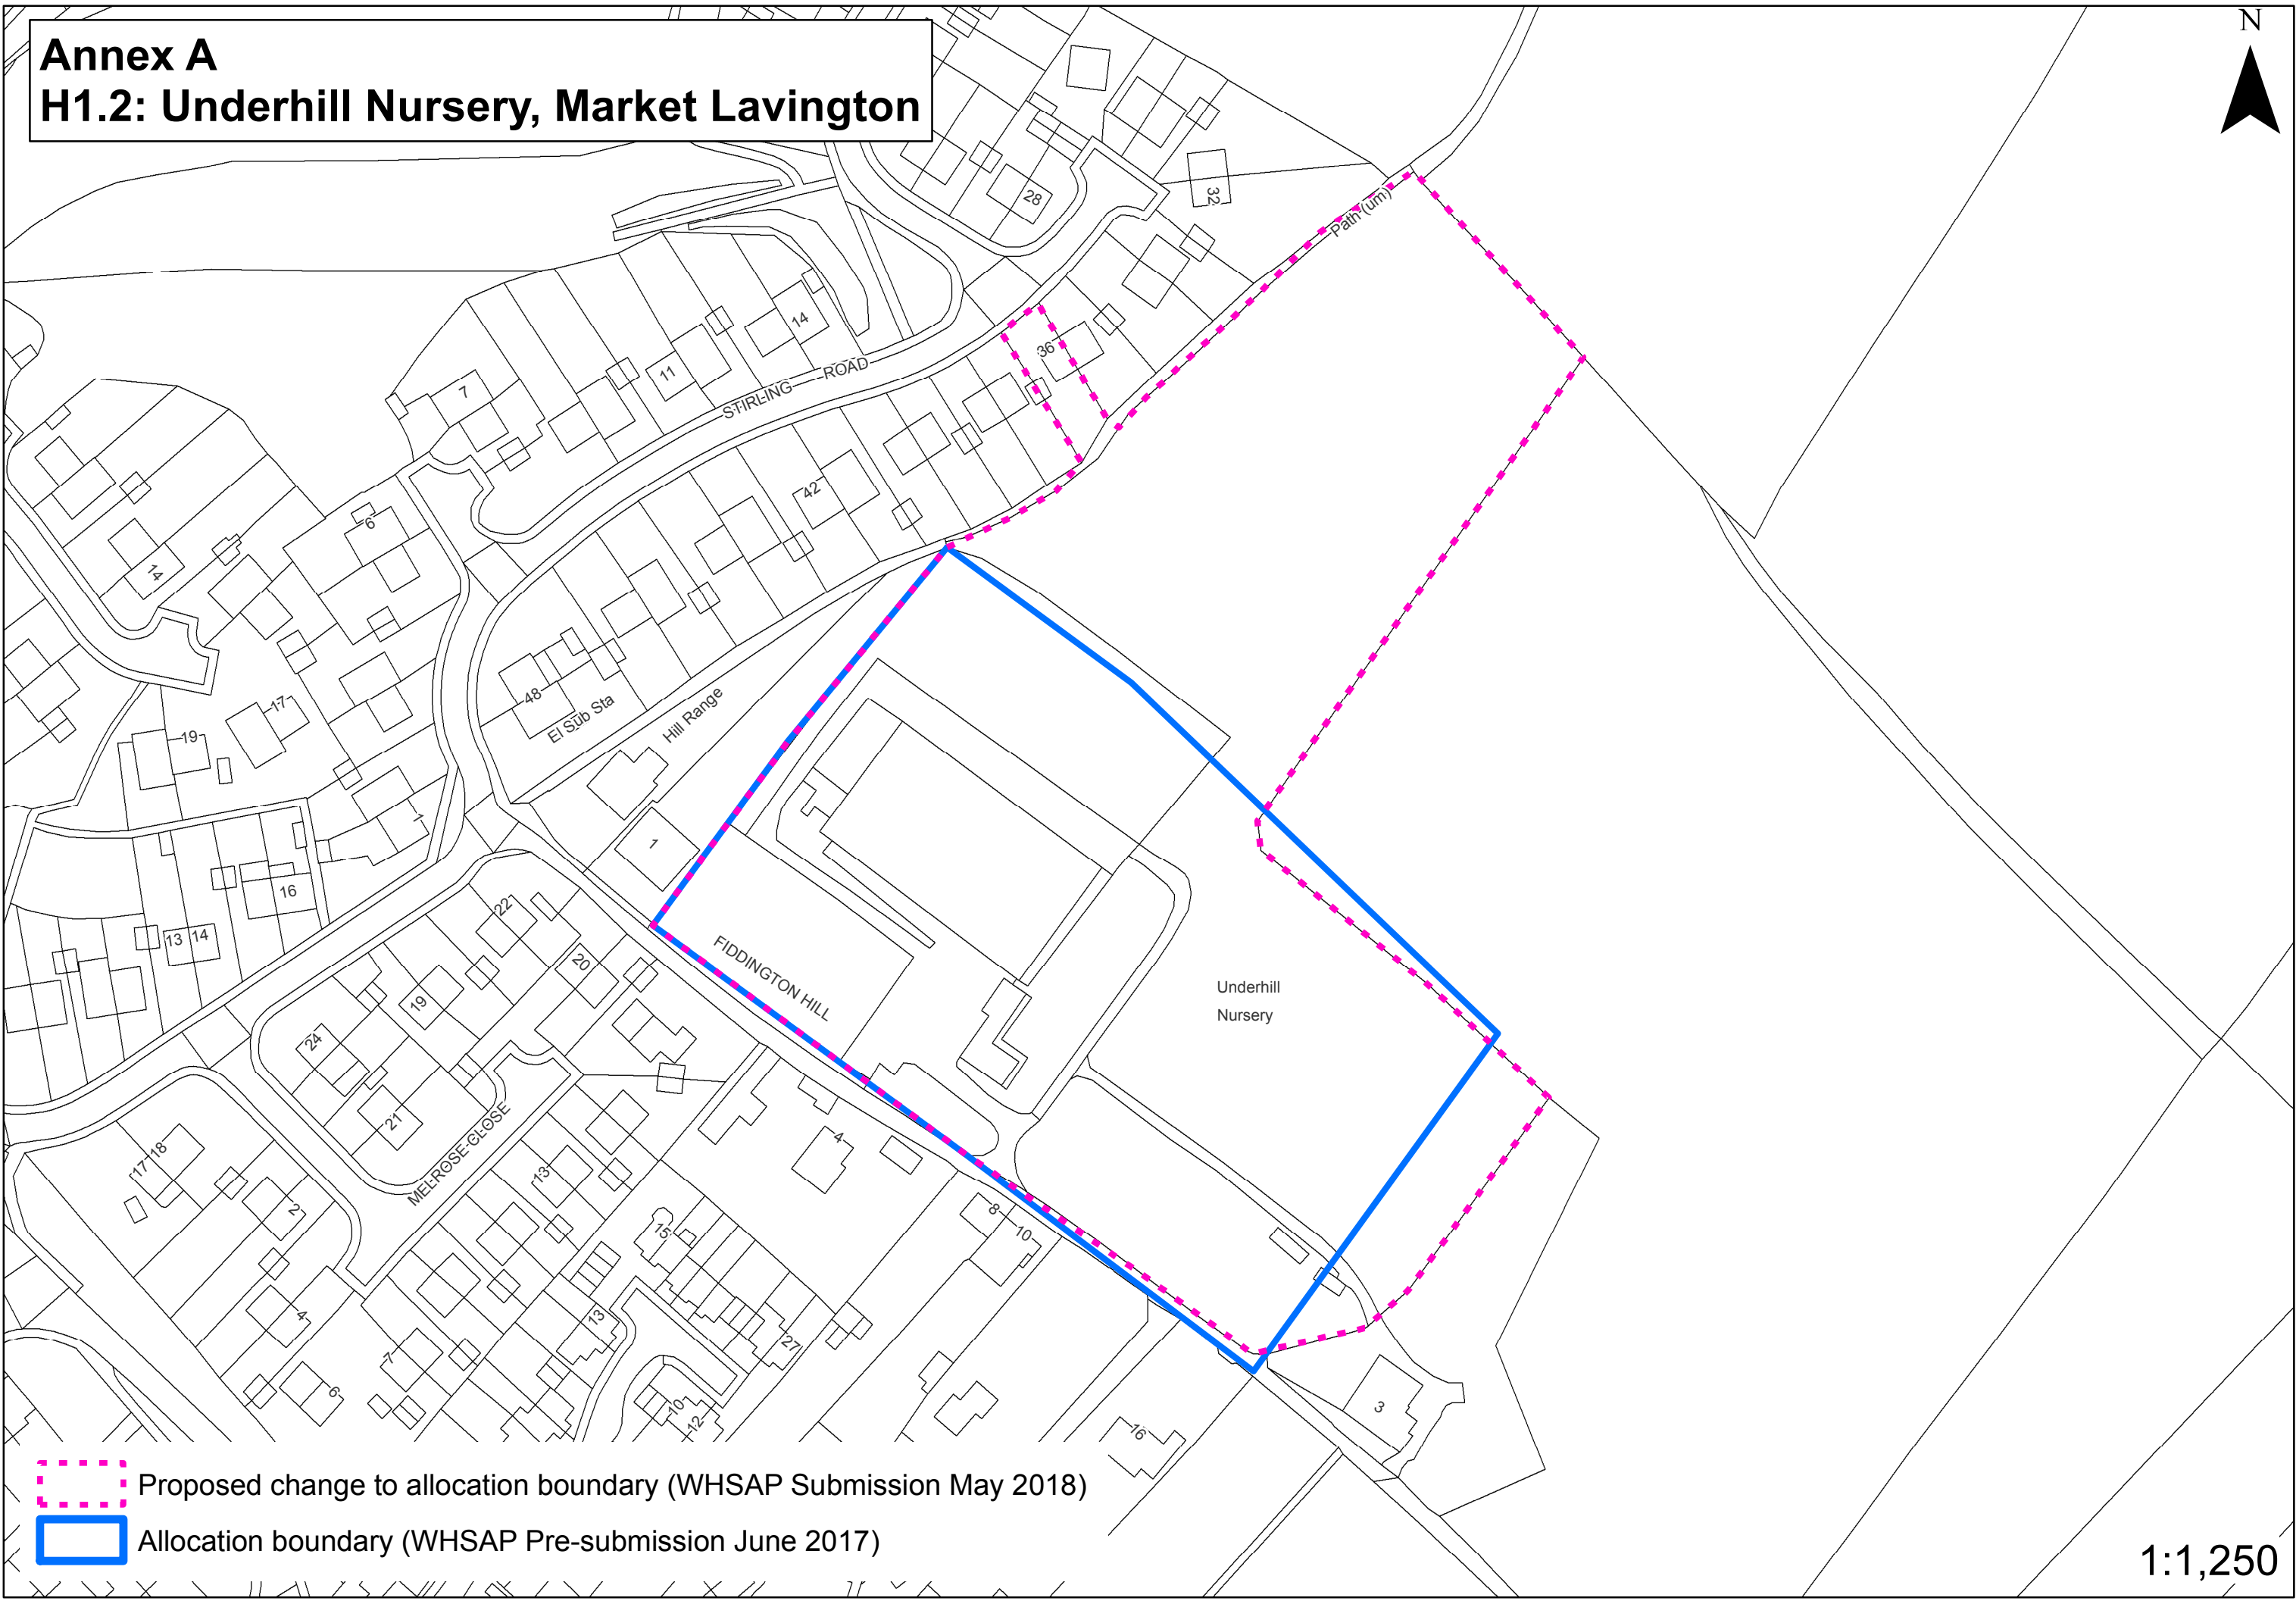 Annex A
H1.2: Underhill Nursery, Market Lavington
N
28
32
Path (um)
36
14
11
7
STIRLING ROAD
42
6
14
48
El Sub Sta
Hill Range
17
19
1
1
16
13 14
22
20
19
24
21
FIDDINGTON HILL
Underhill
Nursery
MELROSE CLOSE
17 18
2
4
6
7
13
15
13
27
10
12
4
8
10
16
3
Proposed change to allocation boundary (WHSAP Submission May 2018)
Allocation boundary (WHSAP Pre-submission June 2017)
1:1,250